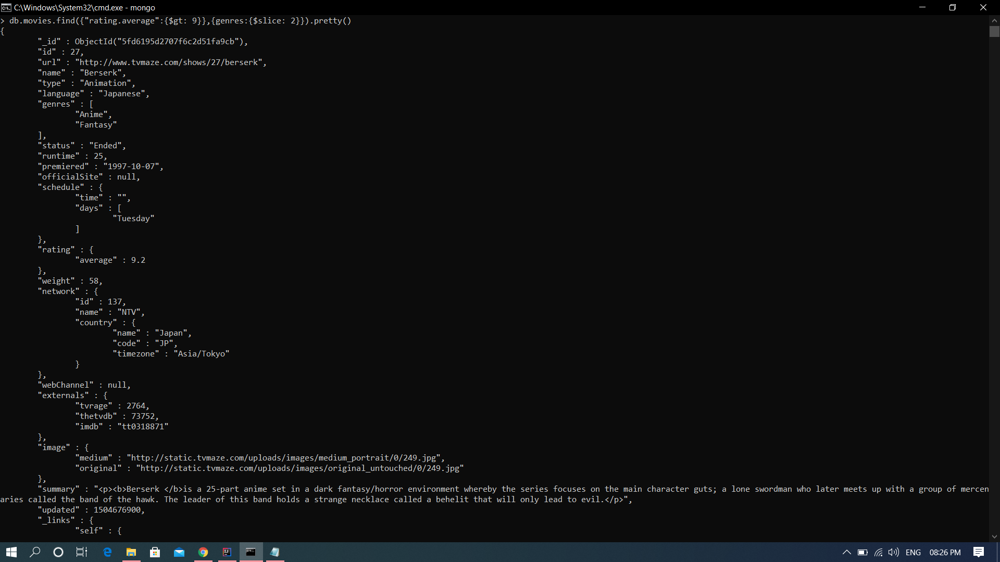 C:\Windows\System32\cmd.exe - mongo
> db.movies.find({"rating.average":{$gt: 9}},{genres:{$slice: 2}}).pretty()
{
"_id" : ObjectId("5fd6195d2707f6c2d51fa9cb"),
"id" : 27,
"url" : "http://www.tvmaze.com/shows/27/berserk",
"name" : "Berserk",
"type" : "Animation",
"language" : "Japanese",
"genres" : [
"Anime",
"Fantasy"
],
"status" : "Ended",
"runtime" : 25,
"premiered" : "1997-10-07",
"officialSite" : null,
"schedule" : {
"time" : "",
"days" : [
"Tuesday"
]
},
"rating" : {
"average" : 9.2
},
"weight" : 58,
"network" : {
"id" : 137,
"name" : "NTV",
"country" : {
"name" : "Japan",
"code" : "JP",
"timezone" : "Asia/Tokyo"
}
},
"webChannel" : null,
"externals" : {
"tvrage" : 2764,
"thetvdb" : 73752,
"imdb" : "tt0318871"
},
"image" : {
"medium" : "http://static.tvmaze.com/uploads/images/medium_portrait/0/249.jpg",
"original" : "http://static.tvmaze.com/uploads/images/original_untouched/0/249.jpg"
},
"summary" : "<p><b>Berserk </b>is a 25-part anime set in a dark fantasy/horror environment whereby the series focuses on the main character guts; a lone swordman who later meets up with a group of mercen
aries called the band of the hawk. The leader of this band holds a strange necklace called a behelit that will only lead to evil.</p>",
"updated" : 1504676900,
"_links" : {
"self" : {
ENG 08:26 PM